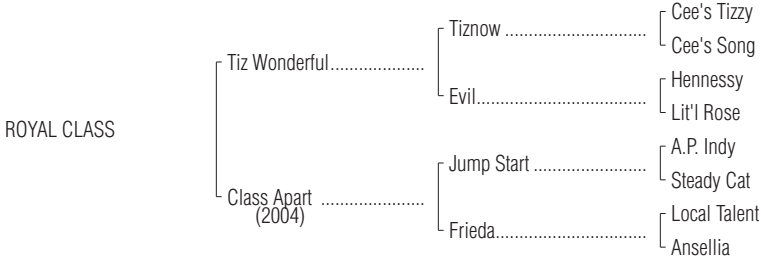 Cee's Tizzy
Tiznow ................................
Cee's Song
Tiz Wonderful.....................
Hennessy
Evil.......................................
Lit'l Rose
ROYAL CLASS
A.P. Indy
Jump Start ..........................
Steady Cat
Class Apart .......................
(2004)
Local Talent
Frieda...................................
Ansellia